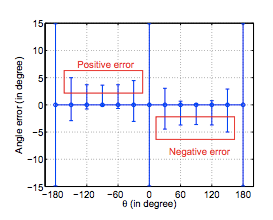 15
10
Positive error
5
0
−5
Negative error
−10
−15
−180 −120 −60 0 60 120 180
θ (in degree)
Angle error (in degree)